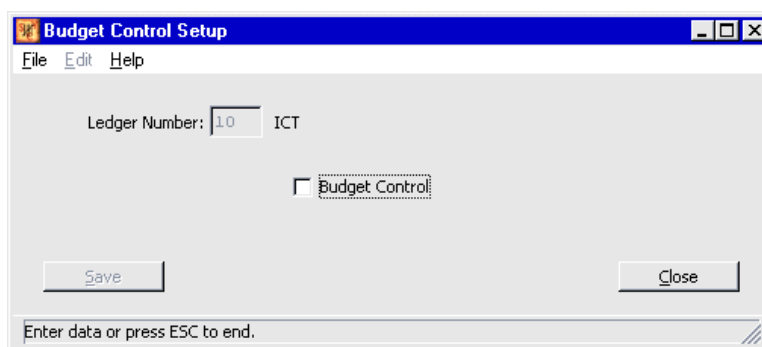 Budget Control Setup
File Edit Help
Ledger Number: 10 ICT
Budget Control
Save Close
Enter data or press ESC to end.